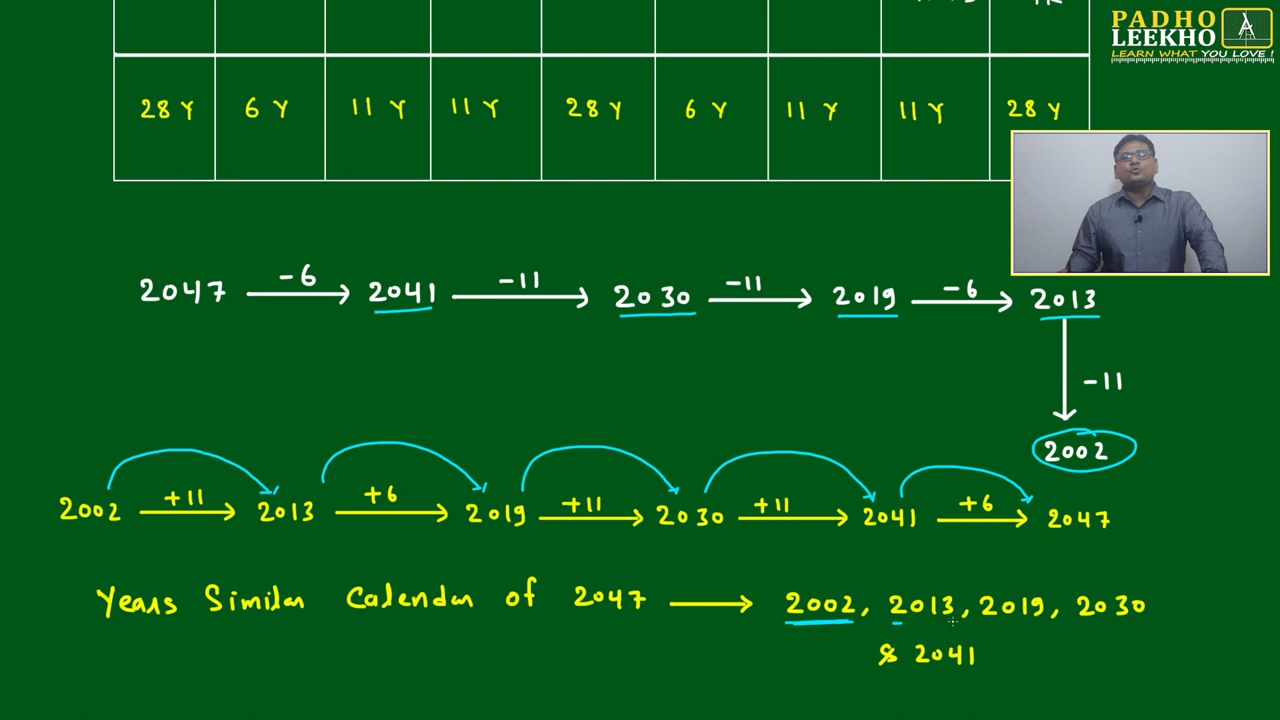 PADHO
LEEKHO
LEARN WHAT YOU LOVE !
28 Y 6 Y 11 Y 11 Y 28 Y 6 Y 11 Y 11 Y 28 Y
-6 -11 -11 -6
2047 → 2041 → 2030 → 2019 → 2013
-11
2002
+11 +6 +11 +11 +6
2002 → 2013 → 2019 → 2030 → 2041 → 2047
Years Similar Calendar of 2047 → 2002, 2013, 2019, 2030
& 2041